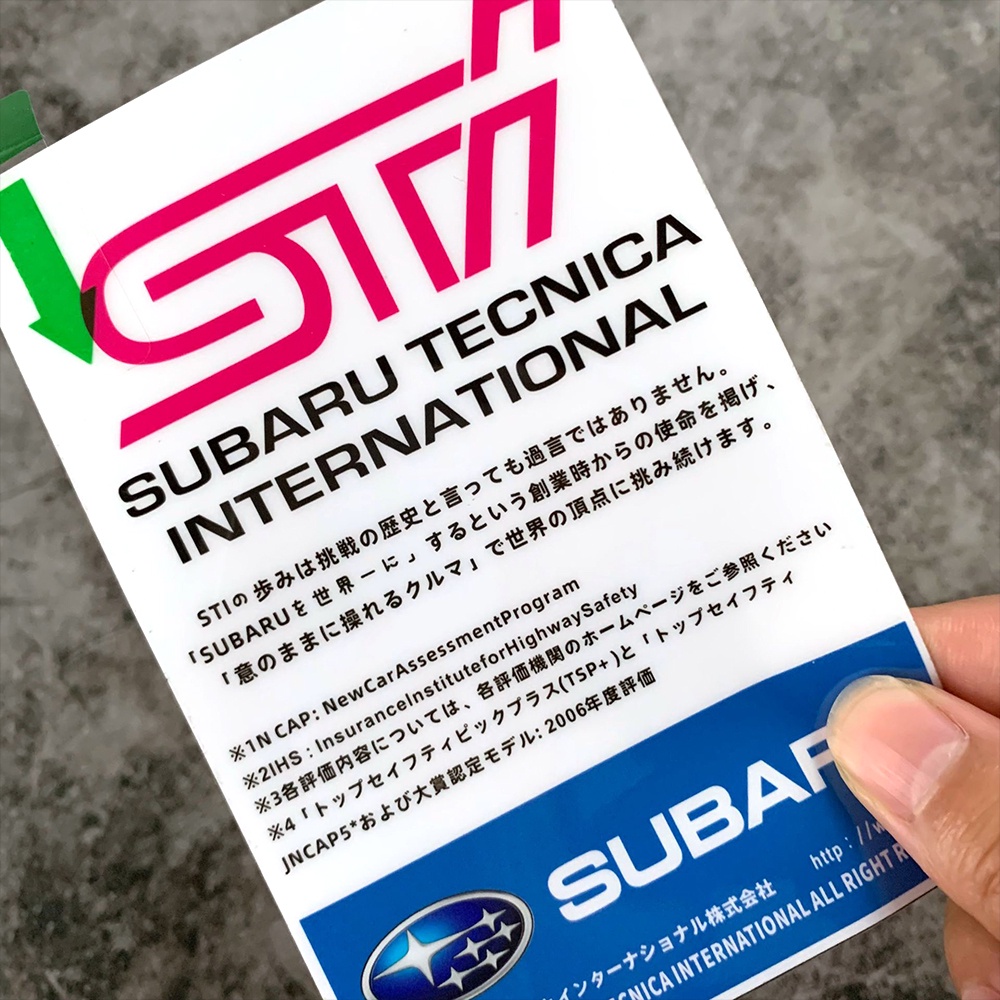 STI
SUBARU TECNICA
INTERNATIONAL
STIの歩みは挑戦の歴史と言っても過言ではありません。
「SUBARUを世界一に」するという創業時からの使命を掲げ、
「意のままに操れるクルマ」で世界の頂点に挑み続けます。
※1N CAP: NewCarAssessmentProgram
※2IHS : InsuranceInstituteforHighwaySafety
※3各評価内容については、各評価機関のホームページをご参照ください
※4「トップセイフティピックプラス(TSP+)と「トップセイフティ
JNCAP5*および大賞認定モデル: 2006年度評価
SUBAR
インターナショナル株式会社 http://w
TECNICA INTERNATIONAL ALL RIGHT R